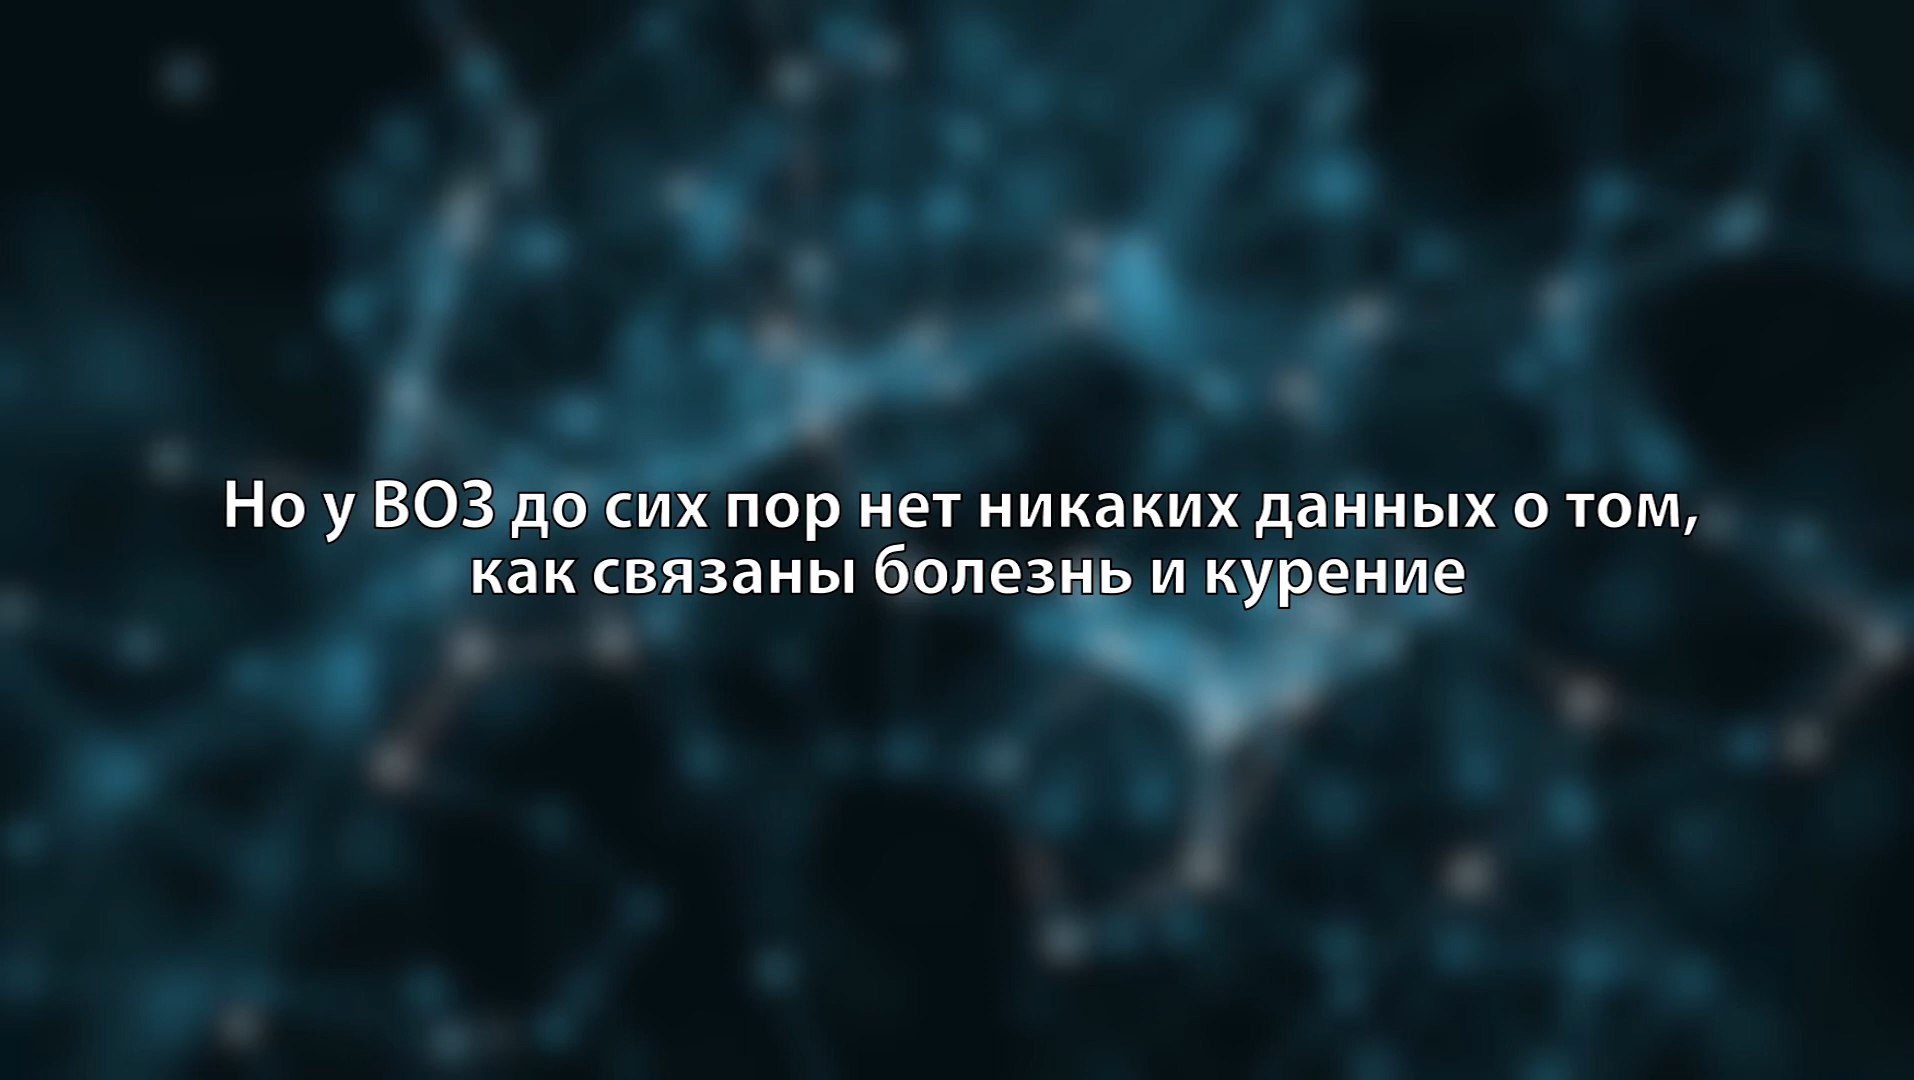 Но у ВОЗ до сих пор нет никаких данных о том,
как связаны болезнь и курение